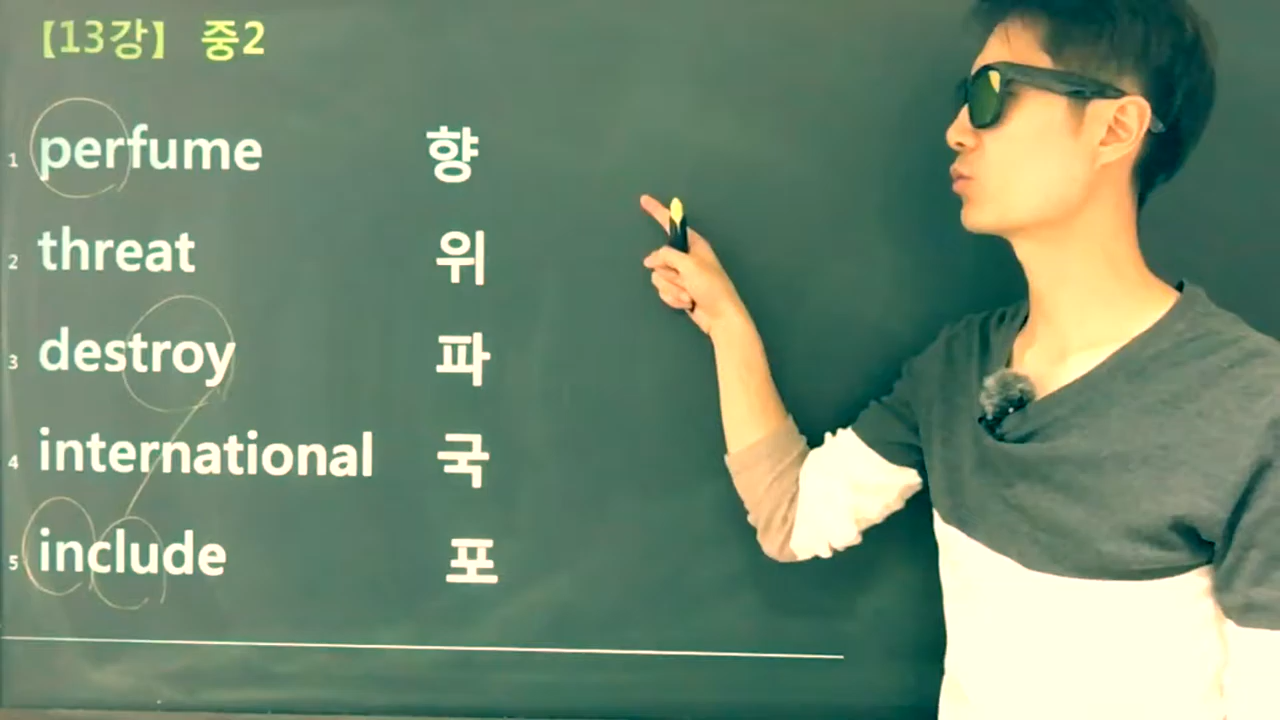 【13강】 중2
1 perfume 향
2 threat 위
3 destroy 파
4 international 국
5 include 포